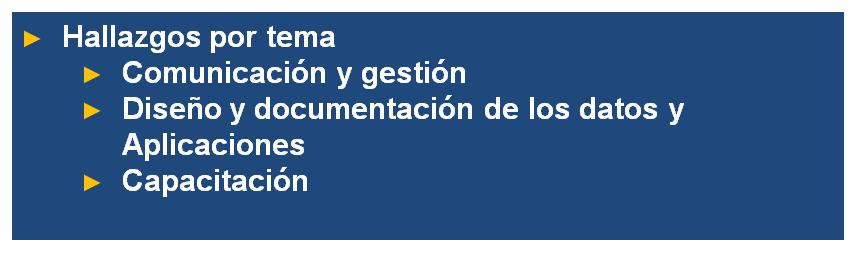 ► Hallazgos por tema
► Comunicación y gestión
► Diseño y documentación de los datos y
Aplicaciones
► Capacitación